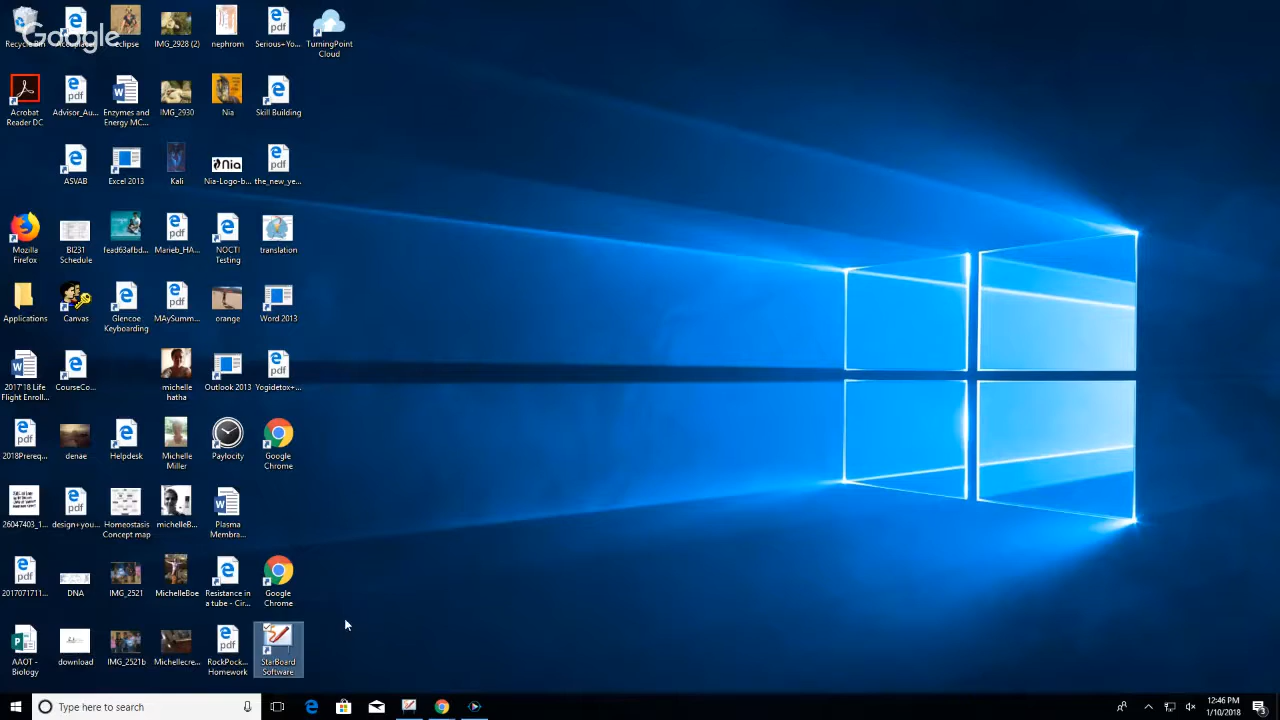 Google
Recycle Bin
eclipse
IMG_2928 (2)
nephrom
Serious+Yo...
TurningPoint
Cloud
Acrobat
Reader DC
Advisor_Au...
Enzymes and
Energy MC...
IMG_2930
Nia
Skill Building
ASVAB
Excel 2013
Kali
Nia-Logo-b...
the_new_ye...
Mozilla
Firefox
BI231
Schedule
fead63afbd...
Marieb_HA...
NOCTI
Testing
translation
Applications
Canvas
Glencoe
Keyboarding
MAySumm...
orange
Word 2013
2017'18 Life
Flight Enroll...
CourseCo...
michelle
hatha
Outlook 2013
Yogidetox+...
2018Prereq...
denae
Helpdesk
Michelle
Miller
Paylocity
Google
Chrome
26047403_1...
design+you...
Homeostasis
Concept map
michelleB...
Plasma
Membra...
2017071711...
DNA
IMG_2521
MichelleBoe
Resistance in
a tube - Cir...
Google
Chrome
AAOT -
Biology
download
IMG_2521b
Michellecre...
RockPock...
Homework
StarBoard
Software
Type here to search
12:46 PM
1/10/2018